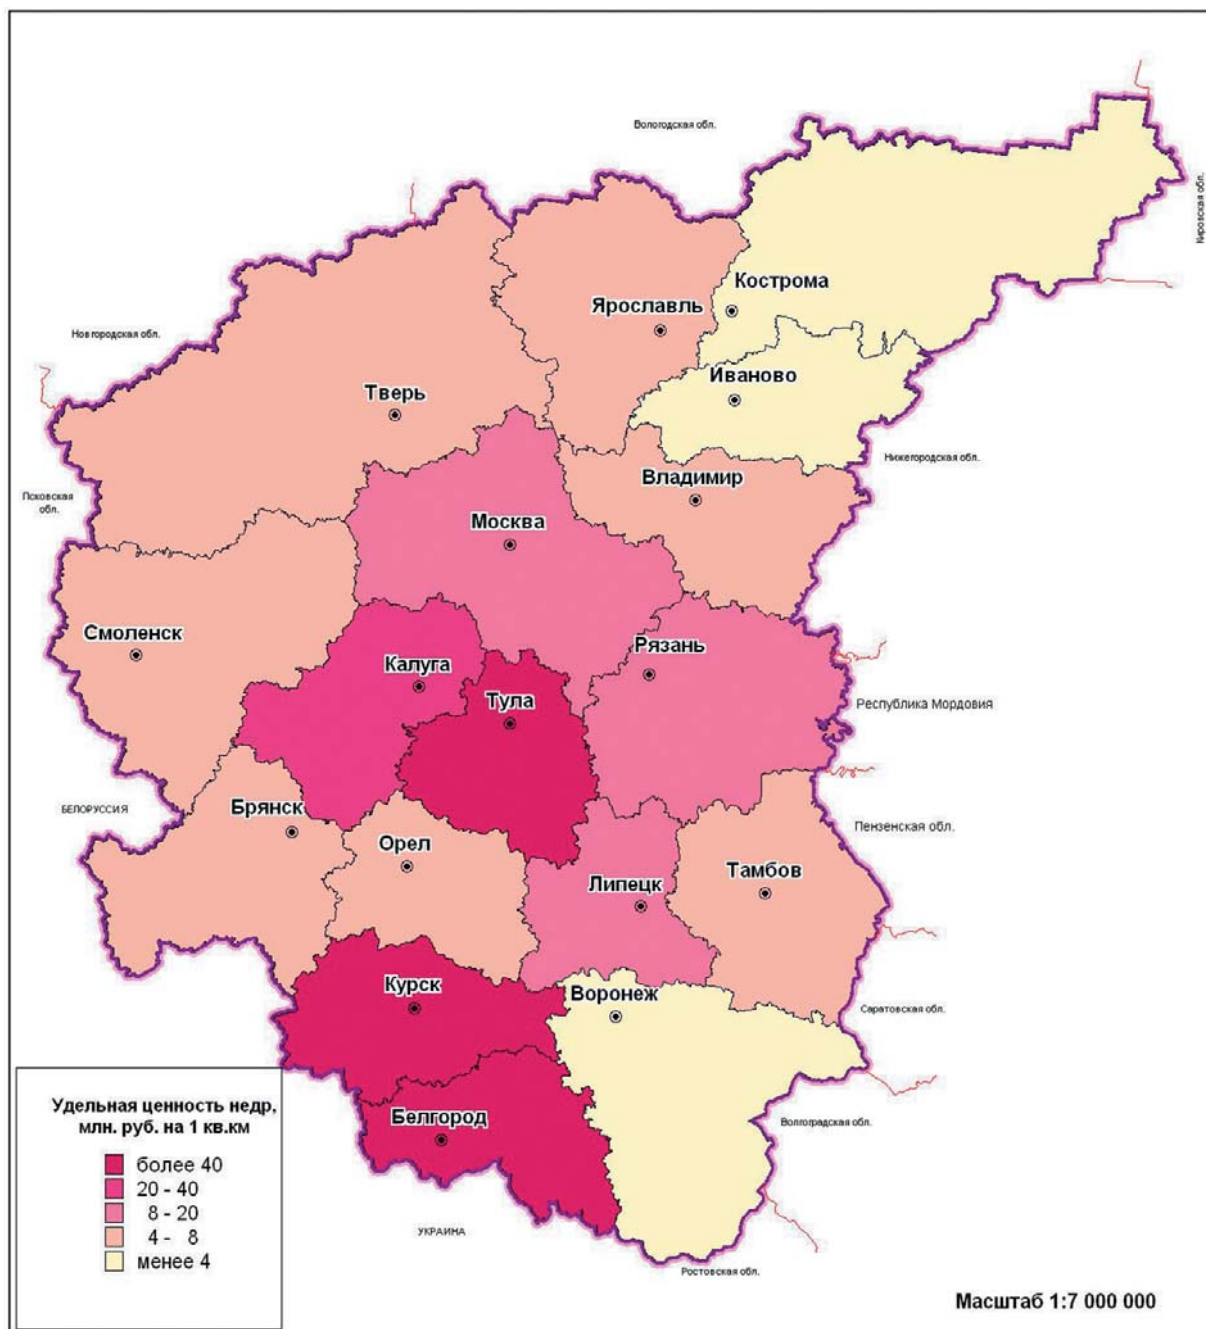 Вологодская обл.
Кировская обл.
Кострома
Ярославль
Новгородская обл.
Иваново
Тверь
Нижегородская обл.
Владимир
Псковская
обл.
Москва
Смоленск
Рязань
Калуга
Тула
Республика Мордовия
БЕЛОРУССИЯ
Брянск
Пензенская обл.
Орел
Тамбов
Липецк
Курск
Воронеж
Саратовская обл.
Удельная ценность недр,
млн. руб. на 1 кв.км
более 40
20 - 40
8 - 20
4 - 8
менее 4
Белгород
Волгоградская обл.
УКРАИНА
Ростовская обл.
Масштаб 1:7 000 000